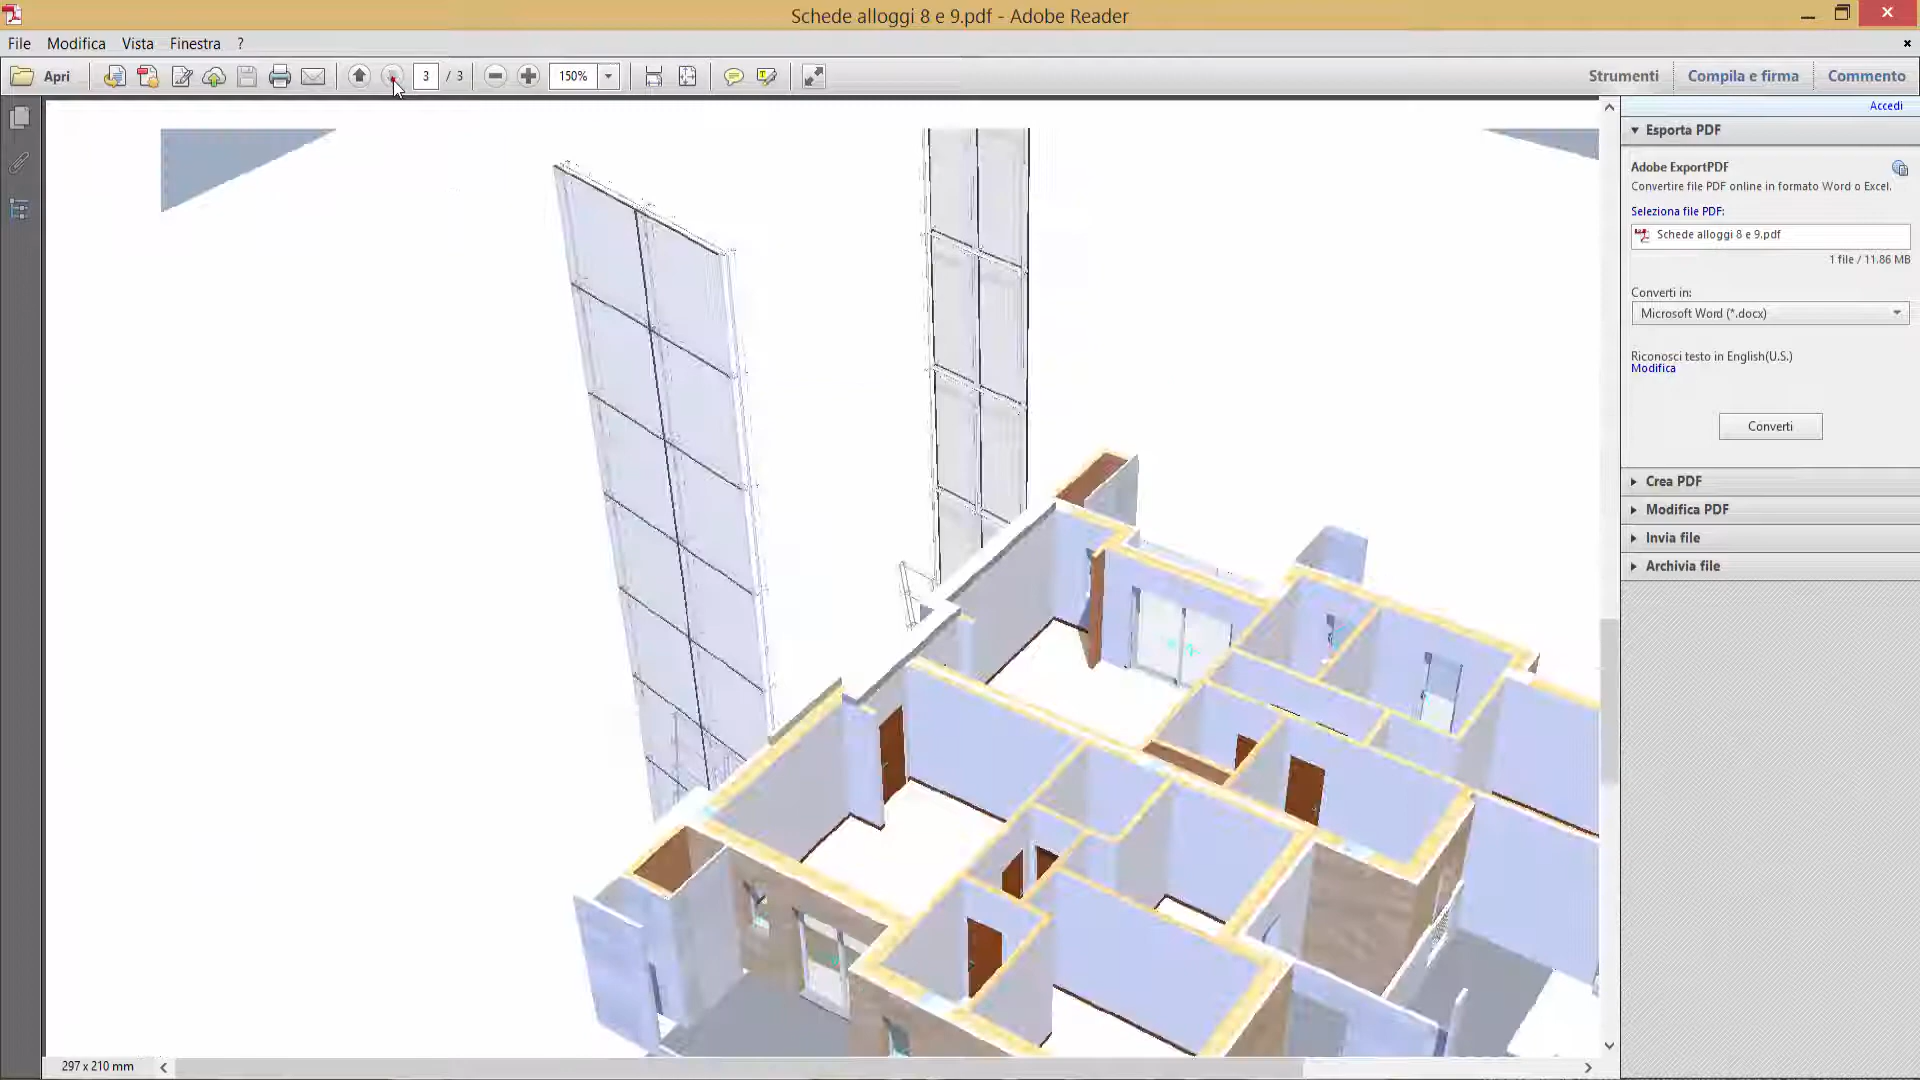 Schede alloggi 8 e 9.pdf - Adobe Reader
File Modifica Vista Finestra ?
Apri 3 / 3 150% Strumenti Compila e firma Commento
Accedi
Esporta PDF
Adobe ExportPDF
Convertire file PDF online in formato Word o Excel.
Seleziona file PDF:
Schede alloggi 8 e 9.pdf
1 file / 11.86 MB
Converti in:
Microsoft Word (*.docx)
Riconosci testo in English(U.S.)
Modifica
Converti
Crea PDF
Modifica PDF
Invia file
Archivia file
297 x 210 mm